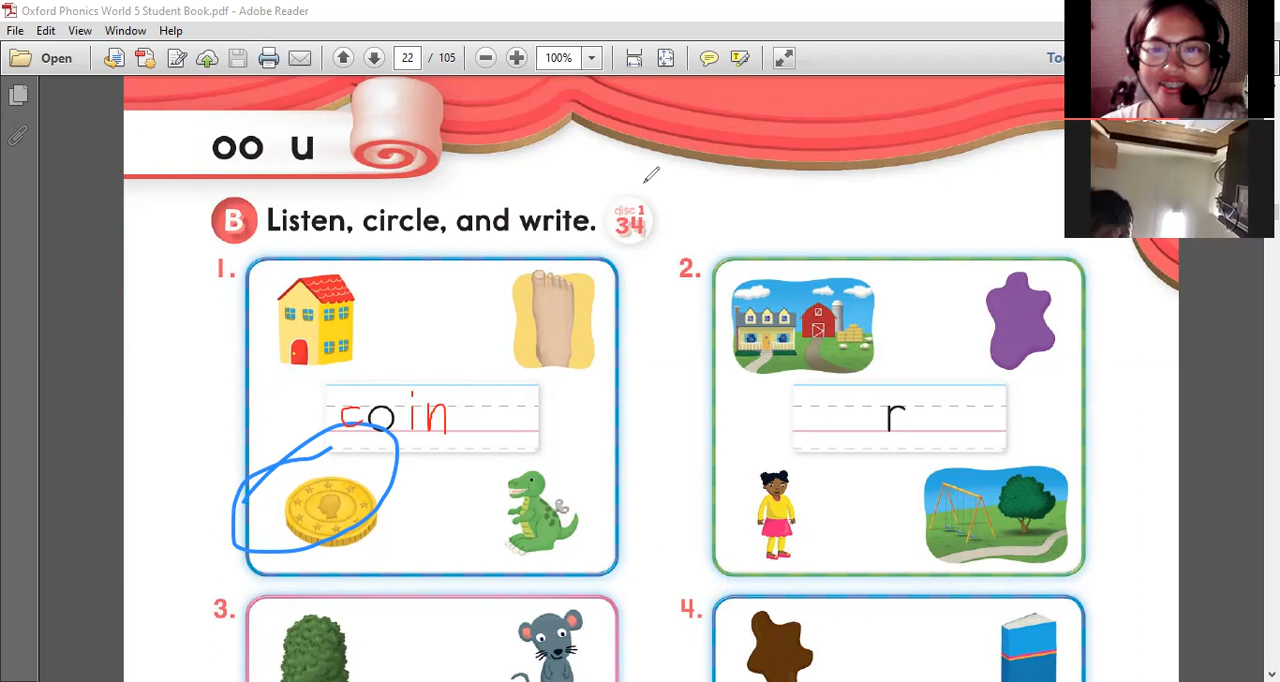 Oxford Phonics World 5 Student Book.pdf - Adobe Reader
File Edit View Window Help
Open 22 / 105 100%
oo u
B Listen, circle, and write. disc 1 34
1. 2.
coin r
3. 4.